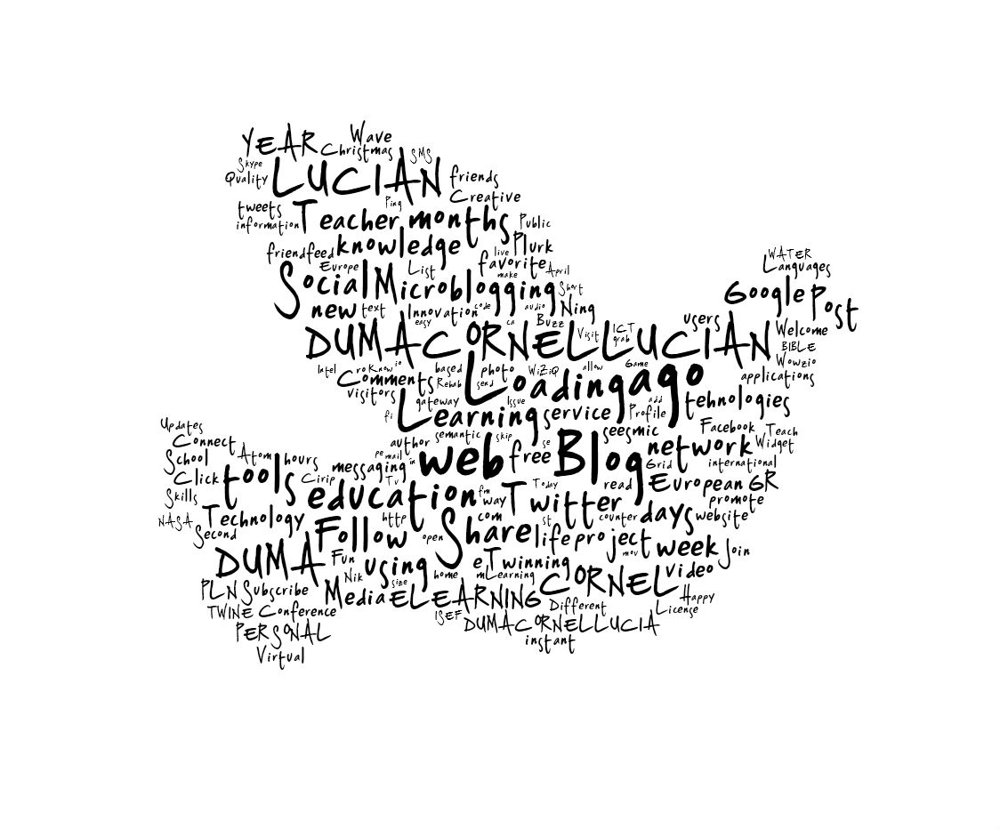 YEAR Wave
Christmas SMS
Skype
Quality LUCIAN friends
Creative
tweets Teacher Ping months Public
information
friendfeed knowledge live Plurk
Europe List favorite April
make
Social Microblogging Short
new text Innovation code audio Ning
easy ca Buzz
DUMACORNELLUCIAN
Visit ICT grab users
WATER
Languages
Google Post
Welcome
BIBLE
Wowzio
applications
Intel CroKnow io based photo WiZiQ allow Game
Comments Rehab send Loading ago
visitors gateway Issue add tehnologies
fi Learning service Profile
semantic skip se seesmic Facebook Teach
author web free Blog network Widget
pe mail in Grid international
Updates
Connect
School Atom hours
Click tools Cirip messaging
Tv
Skills education fm way Twitter Today read European GR
NASA Technology http com st counter days promote
website
Second
Follow open Share life project mov week Join
DUMA Fun using eTwinning
Nik size home mLearning CORNEL video
PLN Subscribe Media ELEARNING Different Happy
License
TWINE Conference ISEF DUMACORNELLUCIA
PERSONAL instant
Virtual